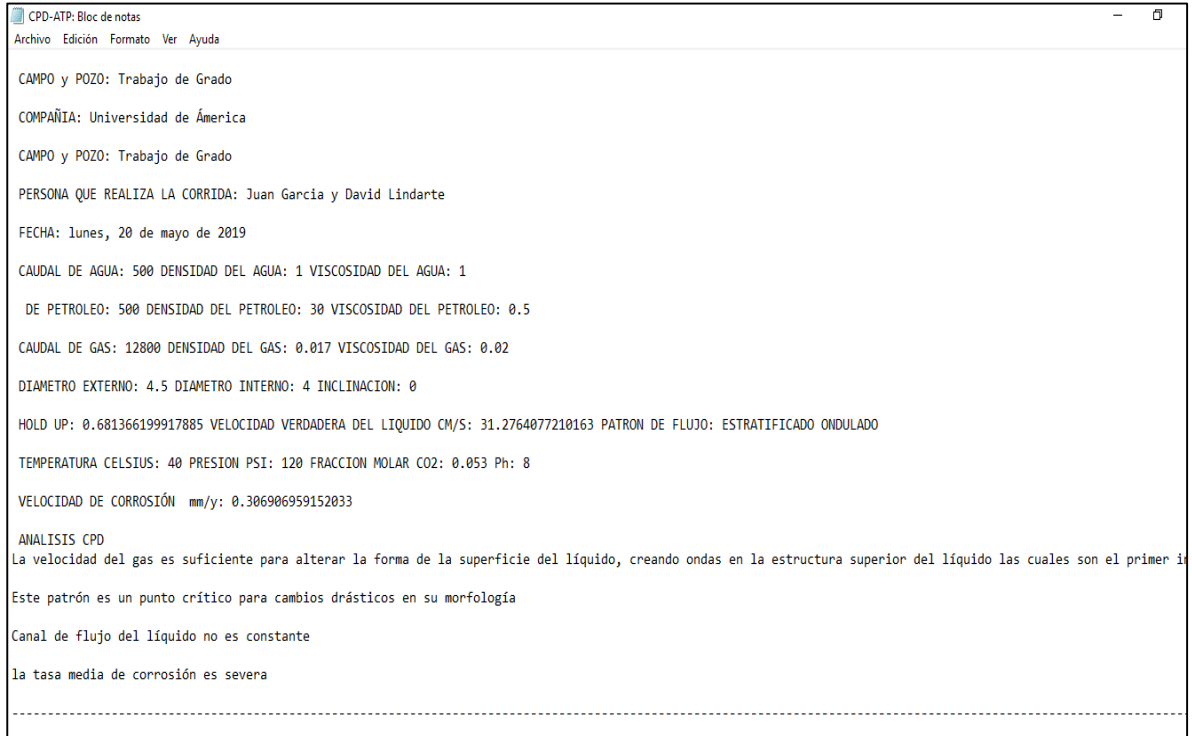 CPD-ATP: Bloc de notas
Archivo Edición Formato Ver Ayuda
CAMPO y POZO: Trabajo de Grado
COMPAÑIA: Universidad de Ámerica
CAMPO y POZO: Trabajo de Grado
PERSONA QUE REALIZA LA CORRIDA: Juan Garcia y David Lindarte
FECHA: lunes, 20 de mayo de 2019
CAUDAL DE AGUA: 500 DENSIDAD DEL AGUA: 1 VISCOSIDAD DEL AGUA: 1
DE PETROLEO: 500 DENSIDAD DEL PETROLEO: 30 VISCOSIDAD DEL PETROLEO: 0.5
CAUDAL DE GAS: 12800 DENSIDAD DEL GAS: 0.017 VISCOSIDAD DEL GAS: 0.02
DIAMETRO EXTERNO: 4.5 DIAMETRO INTERNO: 4 INCLINACION: 0
HOLD UP: 0.681366199917885 VELOCIDAD VERDADERA DEL LIQUIDO CM/S: 31.2764077210163 PATRON DE FLUJO: ESTRATIFICADO ONDULADO
TEMPERATURA CELSIUS: 40 PRESION PSI: 120 FRACCION MOLAR CO2: 0.053 Ph: 8
VELOCIDAD DE CORROSIÓN mm/y: 0.306906959152033
ANALISIS CPD
La velocidad del gas es suficiente para alterar la forma de la superficie del líquido, creando ondas en la estructura superior del líquido las cuales son el primer
Este patrón es un punto crítico para cambios drásticos en su morfología
Canal de flujo del líquido no es constante
la tasa media de corrosión es severa